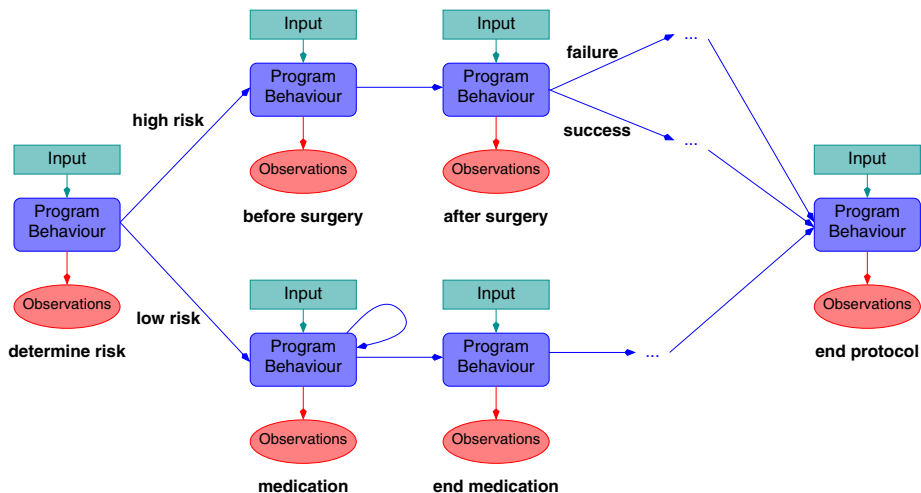 Input
Input
failure
...
Program
Behaviour
Program
Behaviour
high risk
success
...
Input
Observations
Observations
Input
Program
Behaviour
before surgery
after surgery
Program
Behaviour
Observations
low risk
Input
Input
Observations
determine risk
Program
Behaviour
Program
Behaviour
...
end protocol
Observations
Observations
medication
end medication